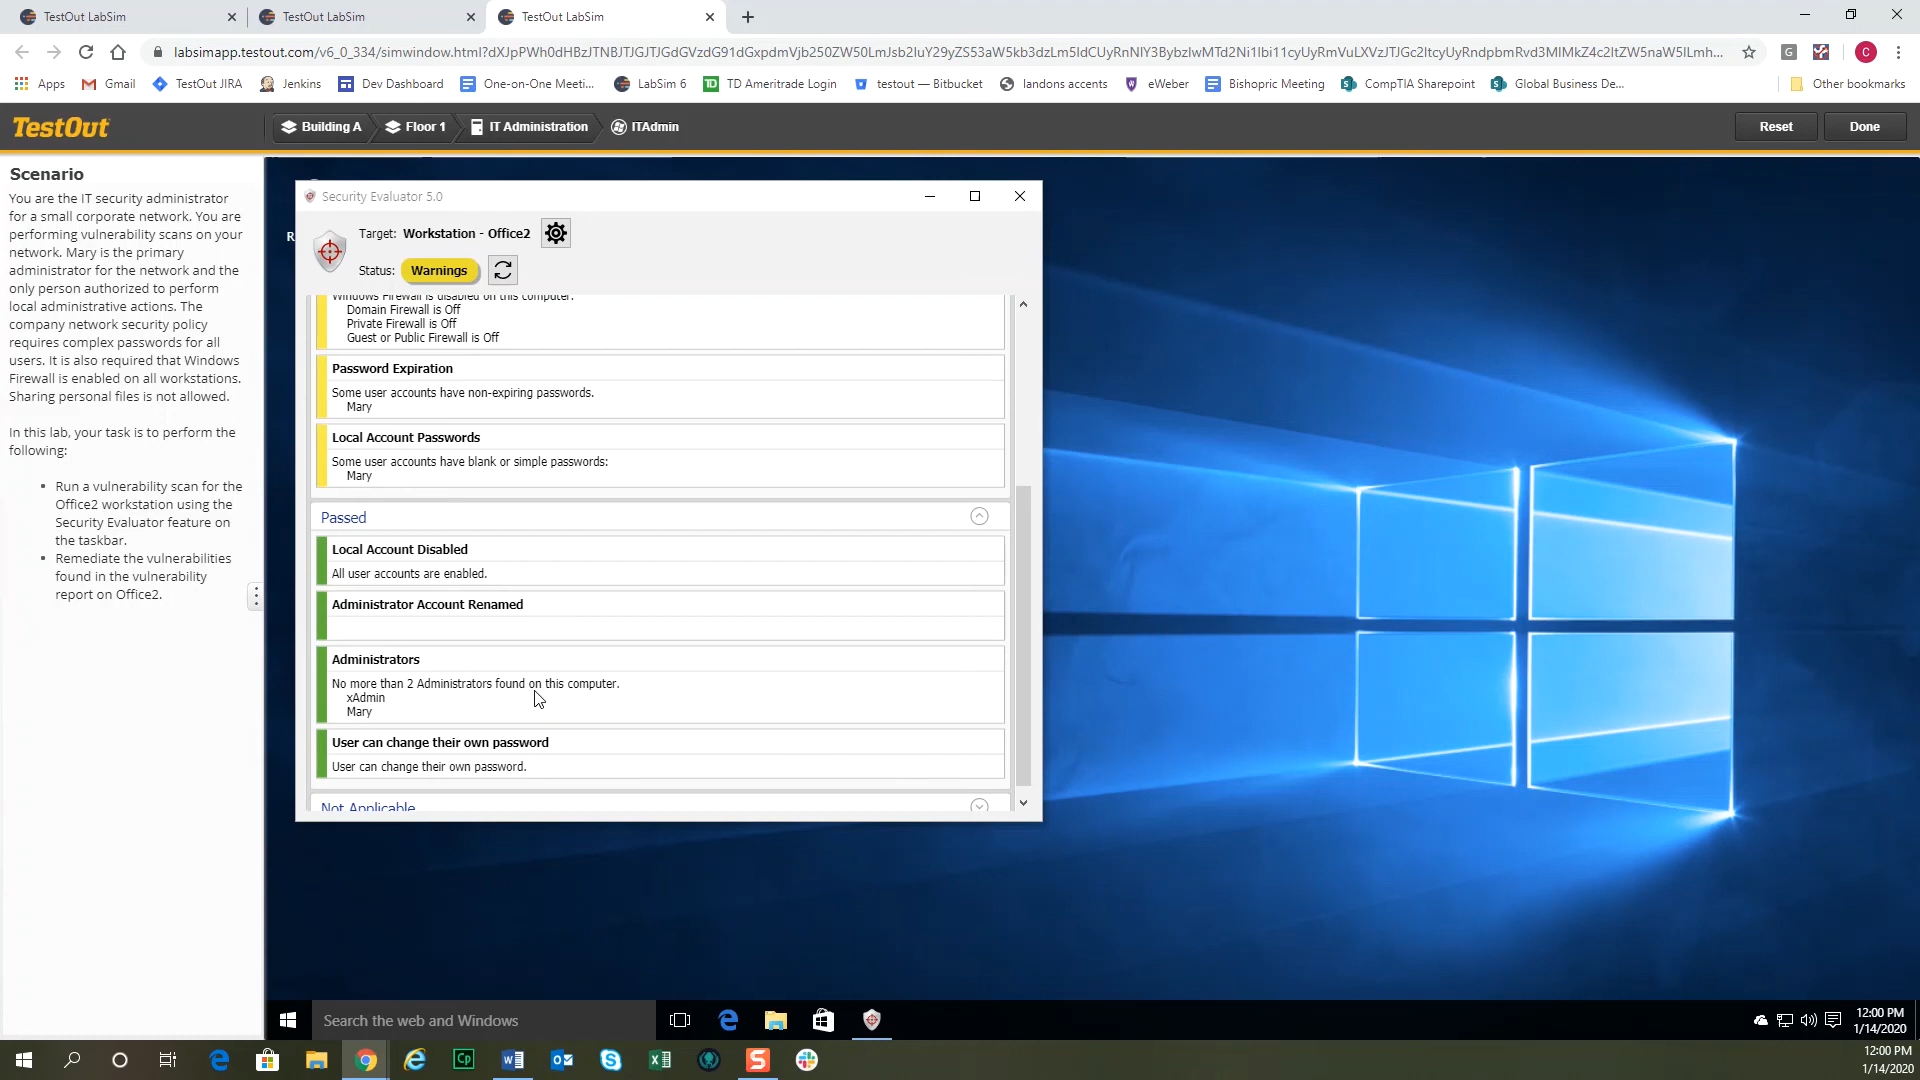 TestOut LabSim
TestOut LabSim
TestOut LabSim
Apps
Gmail
TestOut JIRA
Jenkins
Dev Dashboard
One-on-One Meeti...
LabSim 6
TD Ameritrade Login
testout — Bitbucket
landons accents
eWeber
Bishopric Meeting
CompTIA Sharepoint
Global Business De...
Other bookmarks
TestOut
Building A
Floor 1
IT Administration
ITAdmin
Reset
Done
Scenario
You are the IT security administrator
for a small corporate network. You are
performing vulnerability scans on your
network. Mary is the primary
administrator for the network and the
only person authorized to perform
local administrative actions. The
company network security policy
requires complex passwords for all
users. It is also required that Windows
Firewall is enabled on all workstations.
Sharing personal files is not allowed.
In this lab, your task is to perform the
following:
• Run a vulnerability scan for the
Office2 workstation using the
Security Evaluator feature on
the taskbar.
• Remediate the vulnerabilities
found in the vulnerability
report on Office2.
R
Security Evaluator 5.0
Target: Workstation - Office2
Status: Warnings
Windows Firewall is disabled on this computer.
Domain Firewall is Off
Private Firewall is Off
Guest or Public Firewall is Off
Password Expiration
Some user accounts have non-expiring passwords.
Mary
Local Account Passwords
Some user accounts have blank or simple passwords:
Mary
Passed
Local Account Disabled
All user accounts are enabled.
Administrator Account Renamed
Administrators
No more than 2 Administrators found on this computer.
xAdmin
Mary
User can change their own password
User can change their own password.
Not Applicable
Search the web and Windows
12:00 PM
1/14/2020
12:00 PM
1/14/2020